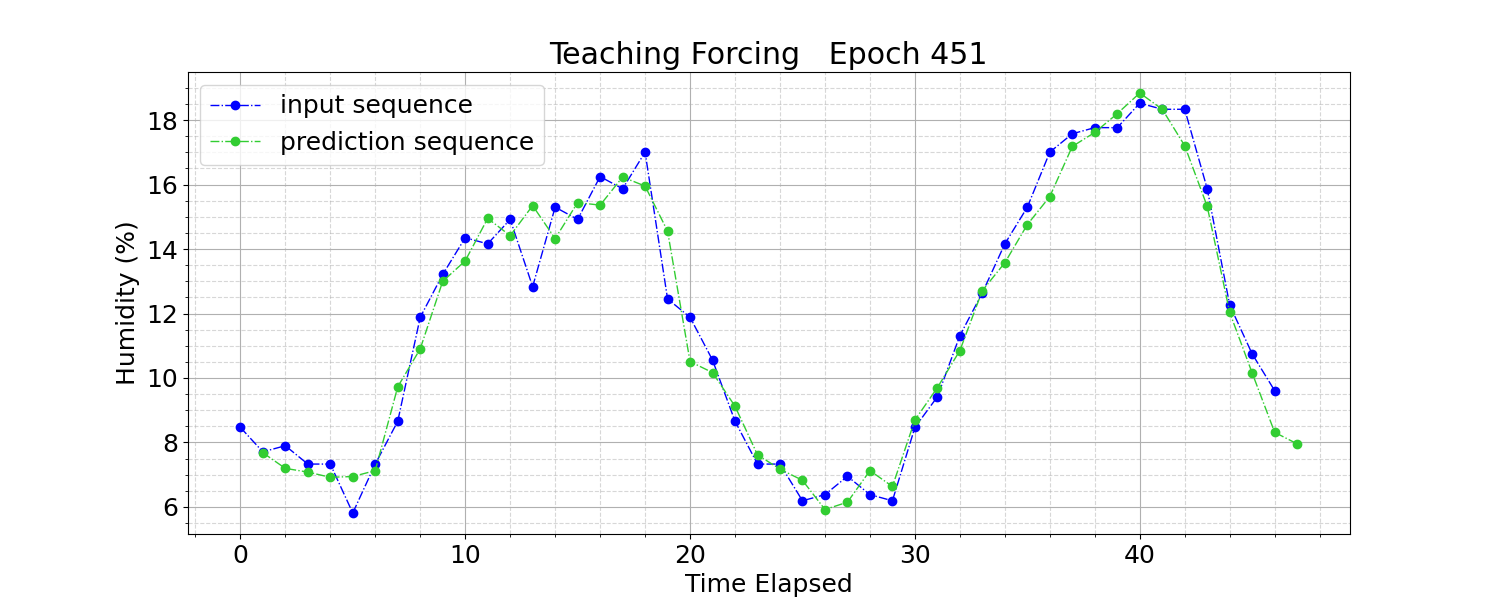 Teaching Forcing   Epoch 451
input sequence
prediction sequence
Humidity (%)
18
16
14
12
10
8
6
0 10 20 30 40
Time Elapsed